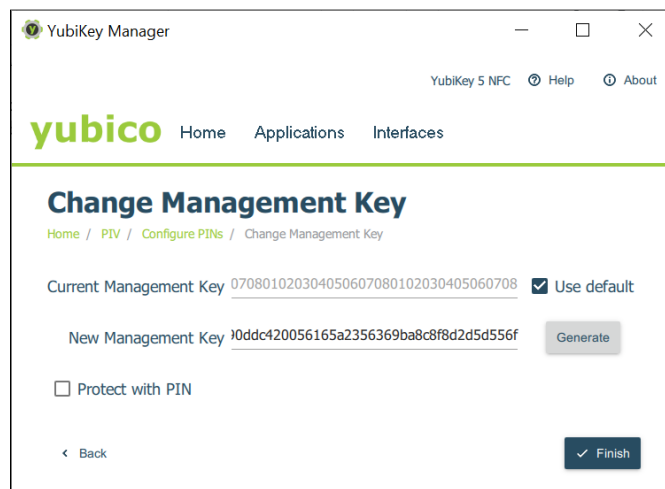 YubiKey Manager
YubiKey 5 NFC Help About
yubico Home Applications Interfaces
Change Management Key
Home / PIV / Configure PINs / Change Management Key
Current Management Key 070801020304050607080102030405060708 Use default
New Management Key 90ddc420056165a2356369ba8c8f8d2d5d556f Generate
Protect with PIN
Back Finish